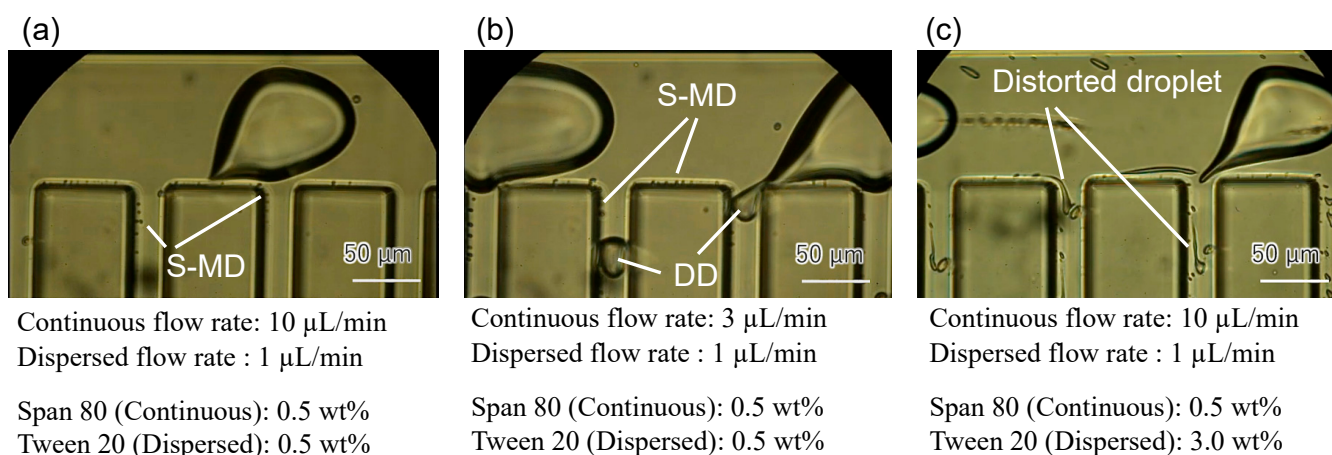 (a)
S-MD
50 µm
Continuous flow rate: 10 µL/min
Dispersed flow rate : 1 µL/min
Span 80 (Continuous): 0.5 wt%
Tween 20 (Dispersed): 0.5 wt%
(b)
S-MD
DD
50 µm
Continuous flow rate: 3 µL/min
Dispersed flow rate : 1 µL/min
Span 80 (Continuous): 0.5 wt%
Tween 20 (Dispersed): 0.5 wt%
(c)
Distorted droplet
50 µm
Continuous flow rate: 10 µL/min
Dispersed flow rate : 1 µL/min
Span 80 (Continuous): 0.5 wt%
Tween 20 (Dispersed): 3.0 wt%